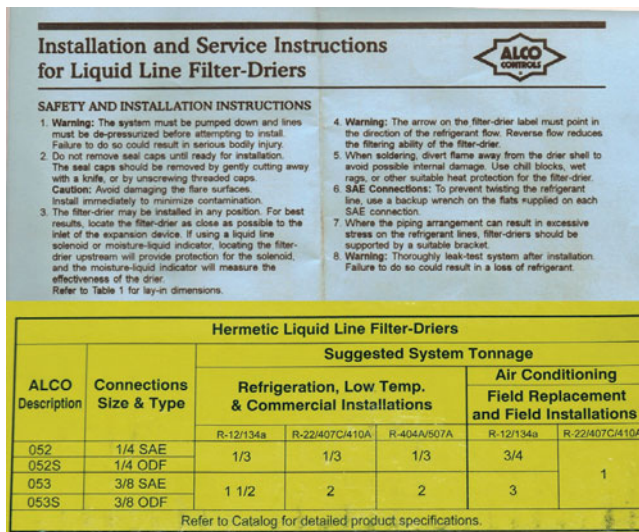 Installation and Service Instructions
for Liquid Line Filter-Driers
ALCO
CONTROLS
SAFETY AND INSTALLATION INSTRUCTIONS
1. Warning: The system must be pumped down and lines
must be de-pressurized before attempting to install.
Failure to do so could result in serious bodily injury.
2. Do not remove seal caps until ready for installation.
The seal caps should be removed by gently cutting away
with a knife, or by unscrewing threaded caps.
Caution: Avoid damaging the flare surfaces.
Install immediately to minimize contamination.
3. The filter-drier may be installed in any position. For best
results, locate the filter-drier as close as possible to the
inlet of the expansion device. If using a liquid line
solenoid or moisture-liquid indicator, locating the filter-
drier upstream will provide protection for the solenoid,
and the moisture-liquid indicator will measure the
effectiveness of the drier.
Refer to Table 1 for lay-in dimensions.
4. Warning: The arrow on the filter-drier label must point in
the direction of the refrigerant flow. Reverse flow reduces
the filtering ability of the filter-drier.
5. When soldering, divert flame away from the drier shell to
avoid possible internal damage. Use chill blocks, wet
rags, or other suitable heat protection for the filter-drier.
6. SAE Connections: To prevent twisting the refrigerant
line, use a backup wrench on the flats supplied on each
SAE connection.
7. Where the piping arrangement can result in excessive
stress on the refrigerant lines, filter-driers should be
supported by a suitable bracket.
8. Warning: Thoroughly leak-test system after installation.
Failure to do so could result in a loss of refrigerant.
Hermetic Liquid Line Filter-Driers
ALCO
Description
Connections
Size & Type
Suggested System Tonnage
Refrigeration, Low Temp.
& Commercial Installations
Air Conditioning
Field Replacement
and Field Installations
R-12/134a R-22/407C/410A R-404A/507A R-12/134a R-22/407C/410A
052 1/4 SAE
052S 1/4 ODF
1/3 1/3 1/3 3/4
1
053 3/8 SAE
053S 3/8 ODF
1 1/2 2 2 3
Refer to Catalog for detailed product specifications.